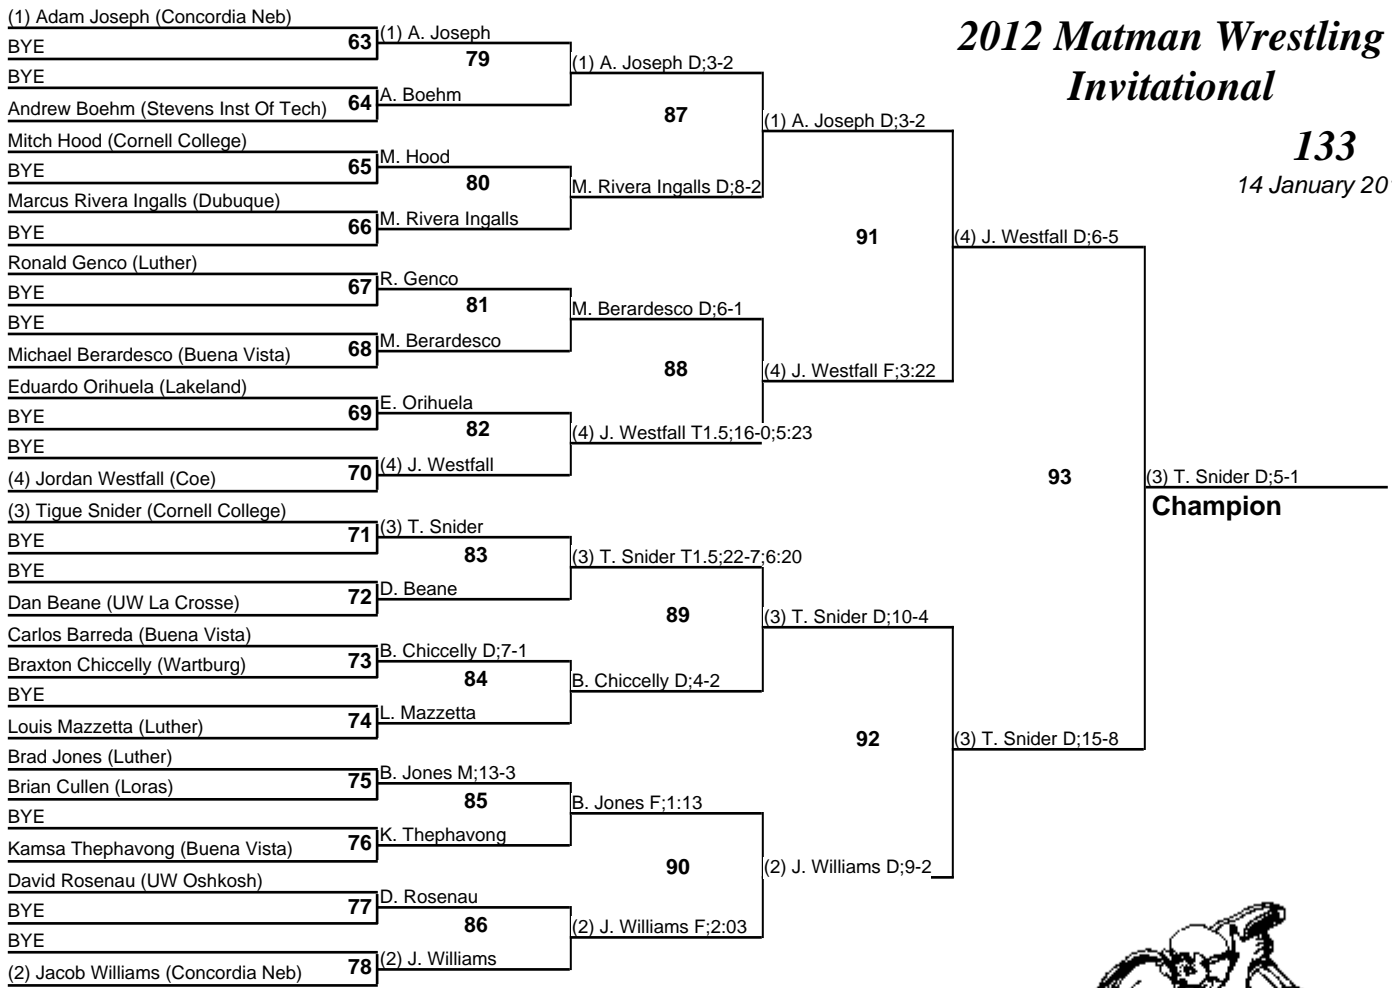 (1) Adam Joseph (Concordia Neb)
BYE
63
BYE
Andrew Boehm (Stevens Inst Of Tech)
64
Mitch Hood (Cornell College)
BYE
65
Marcus Rivera Ingalls (Dubuque)
BYE
66
Ronald Genco (Luther)
BYE
67
BYE
Michael Berardesco (Buena Vista)
68
Eduardo Orihuela (Lakeland)
BYE
69
BYE
(4) Jordan Westfall (Coe)
70
(3) Tigue Snider (Cornell College)
BYE
71
BYE
Dan Beane (UW La Crosse)
72
Carlos Barreda (Buena Vista)
Braxton Chiccelly (Wartburg)
73
BYE
Louis Mazzetta (Luther)
74
Brad Jones (Luther)
Brian Cullen (Loras)
75
BYE
Kamsa Thephavong (Buena Vista)
76
David Rosenau (UW Oshkosh)
BYE
77
BYE
(2) Jacob Williams (Concordia Neb)
78
(1) A. Joseph
79
A. Boehm
M. Hood
80
M. Rivera Ingalls
R. Genco
81
M. Berardesco
E. Orihuela
82
(4) J. Westfall
(3) T. Snider
83
D. Beane
B. Chiccelly D;7-1
84
L. Mazzetta
B. Jones M;13-3
85
K. Thephavong
D. Rosenau
86
(2) J. Williams
(1) A. Joseph D;3-2
87
M. Rivera Ingalls D;8-2
M. Berardesco D;6-1
88
(4) J. Westfall T1.5;16-0;5:23
(3) T. Snider T1.5;22-7;6:20
89
B. Chiccelly D;4-2
B. Jones F;1:13
90
(2) J. Williams F;2:03
(1) A. Joseph D;3-2
91
(4) J. Westfall F;3:22
(3) T. Snider D;10-4
92
(2) J. Williams D;9-2
(4) J. Westfall D;6-5
93
(3) T. Snider D;15-8
(3) T. Snider D;5-1
Champion
2012 Matman Wrestling
Invitational
133
14 January